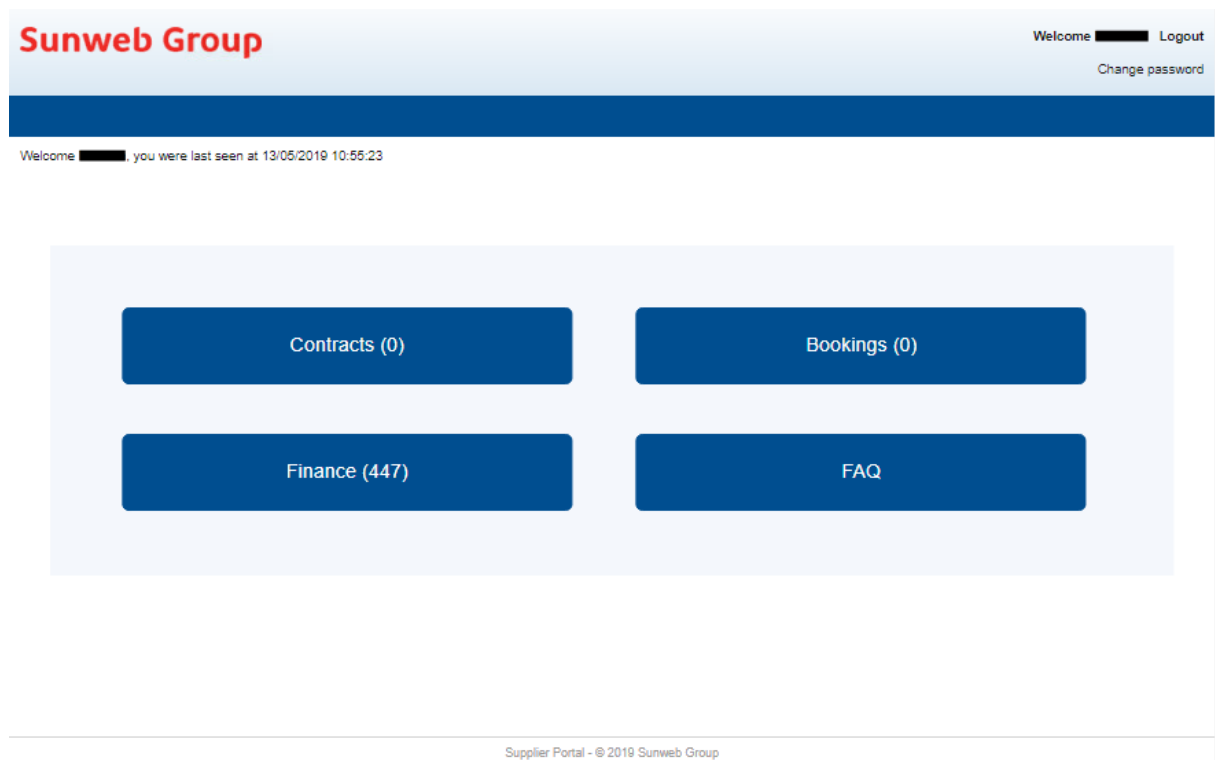 Sunweb Group
Welcome Logout
Change password
Welcome , you were last seen at 13/05/2019 10:55:23
Contracts (0)
Bookings (0)
Finance (447)
FAQ
Supplier Portal - © 2019 Sunweb Group